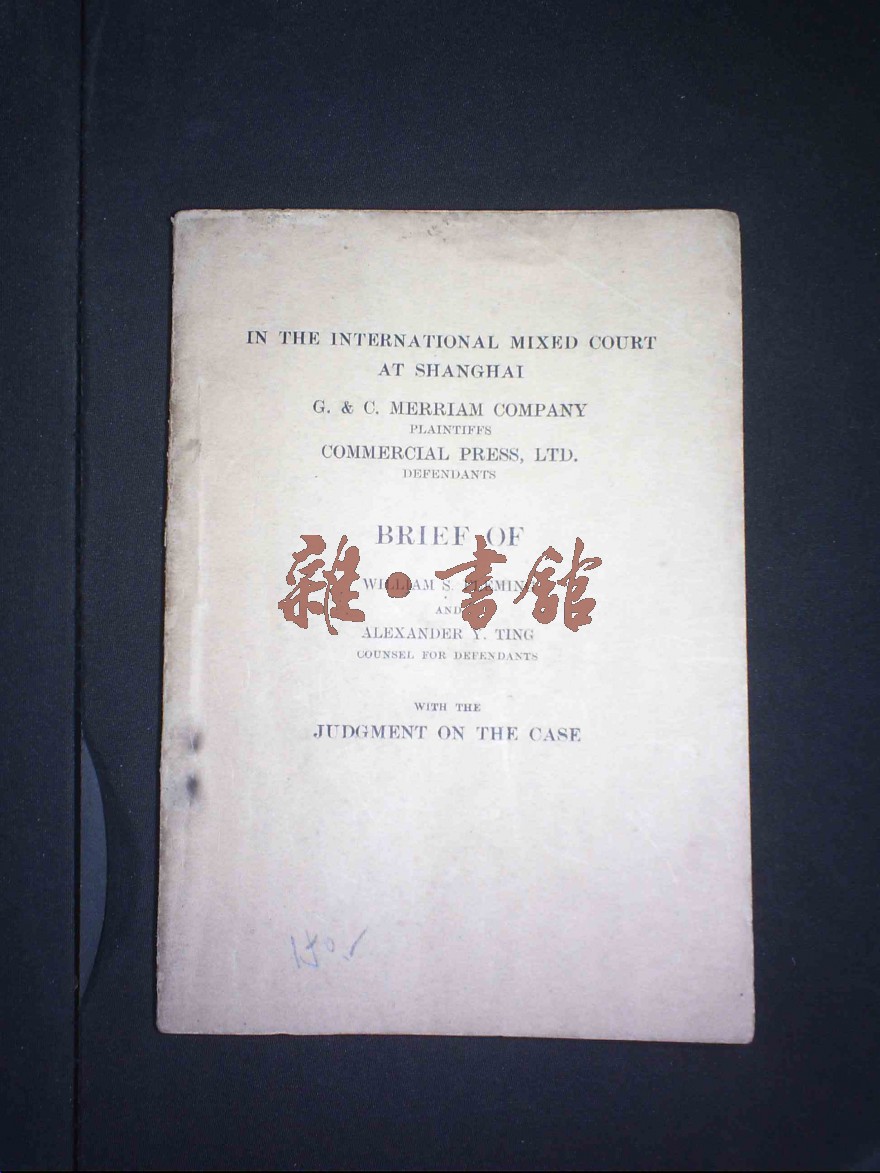 IN THE INTERNATIONAL MIXED COURT
AT SHANGHAI
G. & C. MERRIAM COMPANY
PLAINTIFFS
COMMERCIAL PRESS, LTD.
DEFENDANTS
BRIEF OF
雜·書館
WILLIAM S.
AND
ALEXANDER Y. TING
COUNSEL FOR DEFENDANTS
WITH THE
JUDGMENT ON THE CASE